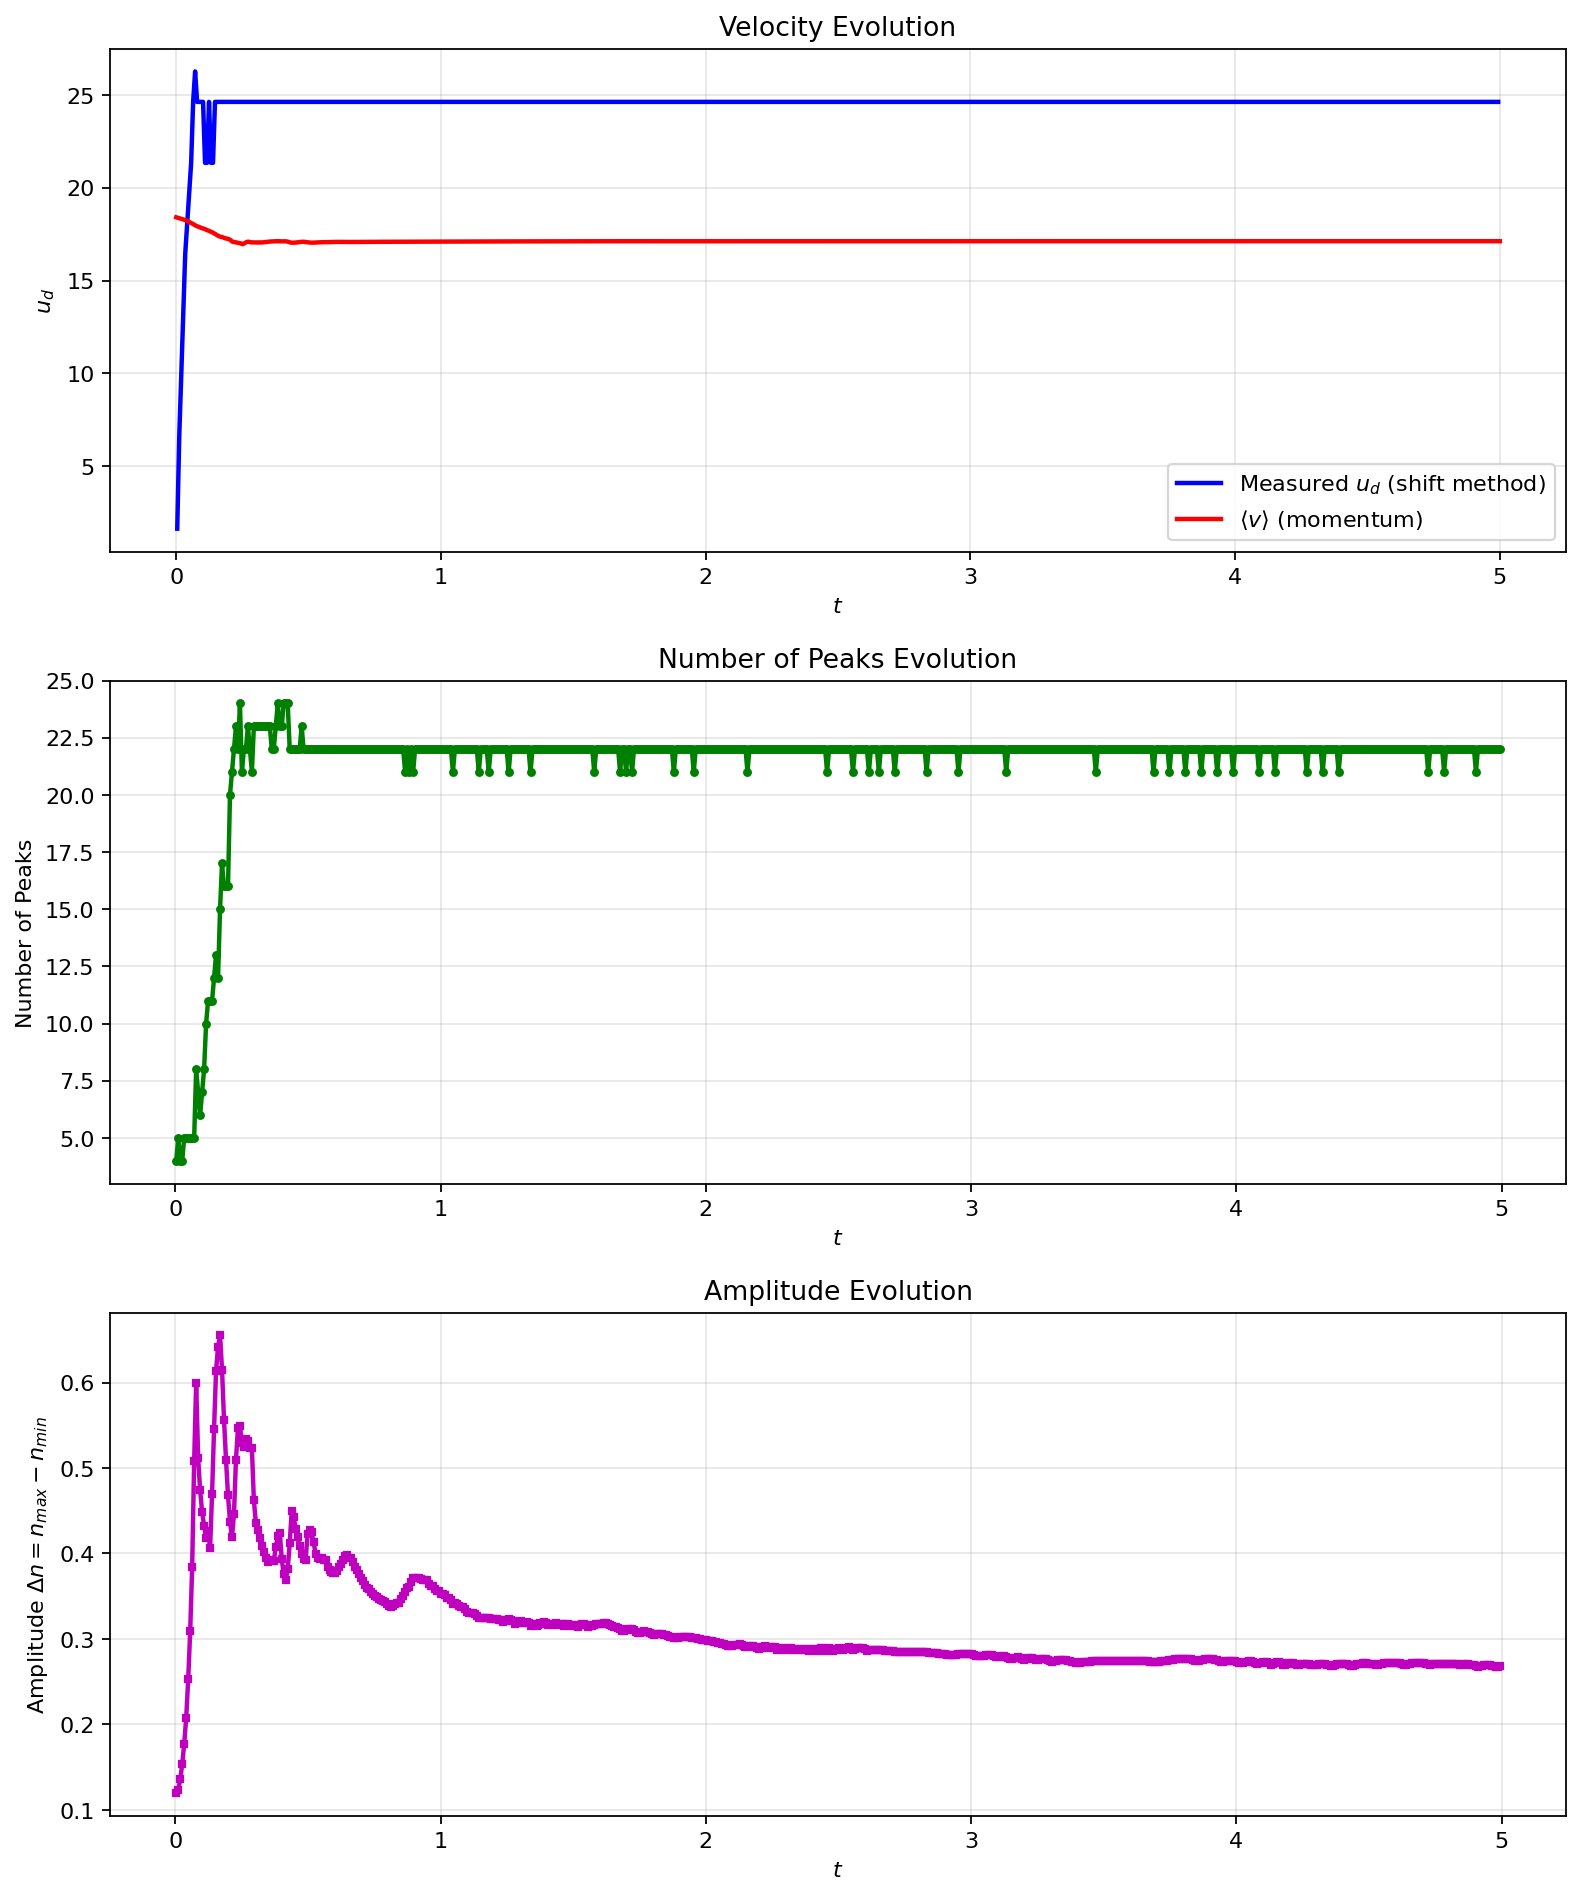 Velocity Evolution
25
20
15
10
5
u_d
Measured u_d (shift method)
⟨v⟩ (momentum)
0 1 2 3 4 5
t
Number of Peaks Evolution
25.0
22.5
20.0
17.5
15.0
12.5
10.0
7.5
5.0
Number of Peaks
0 1 2 3 4 5
t
Amplitude Evolution
0.6
0.5
0.4
0.3
0.2
0.1
Amplitude Δn = n_max − n_min
0 1 2 3 4 5
t